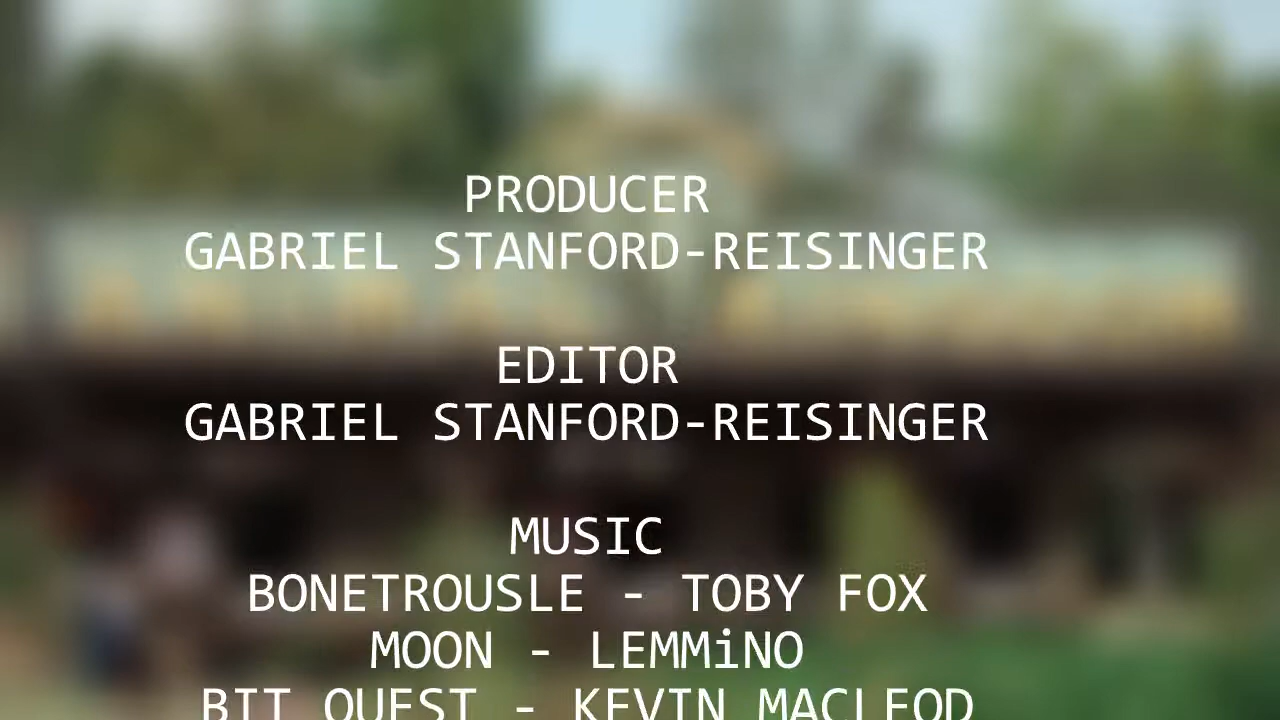 PRODUCER
GABRIEL STANFORD-REISINGER
EDITOR
GABRIEL STANFORD-REISINGER
MUSIC
BONETROUSLE - TOBY FOX
MOON - LEMMiNO
BIT QUEST - KEVIN MACLEOD